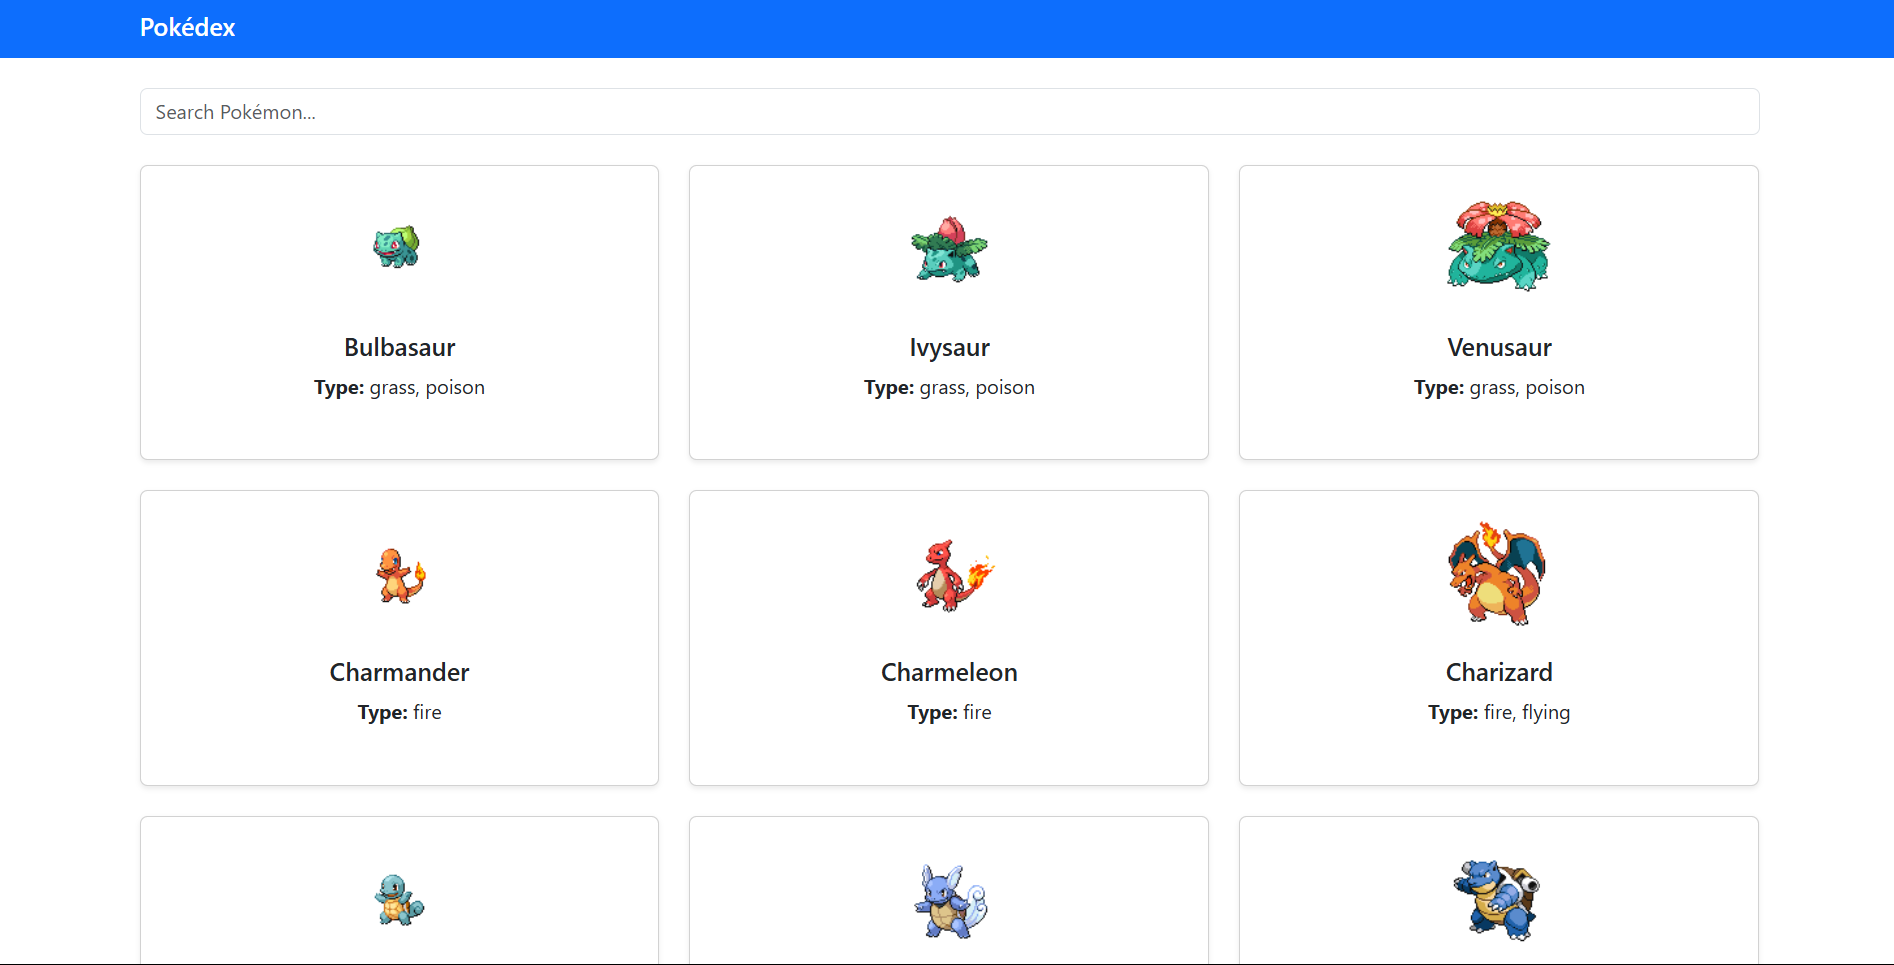 Pokédex
Search Pokémon...
Bulbasaur
Type: grass, poison
Ivysaur
Type: grass, poison
Venusaur
Type: grass, poison
Charmander
Type: fire
Charmeleon
Type: fire
Charizard
Type: fire, flying